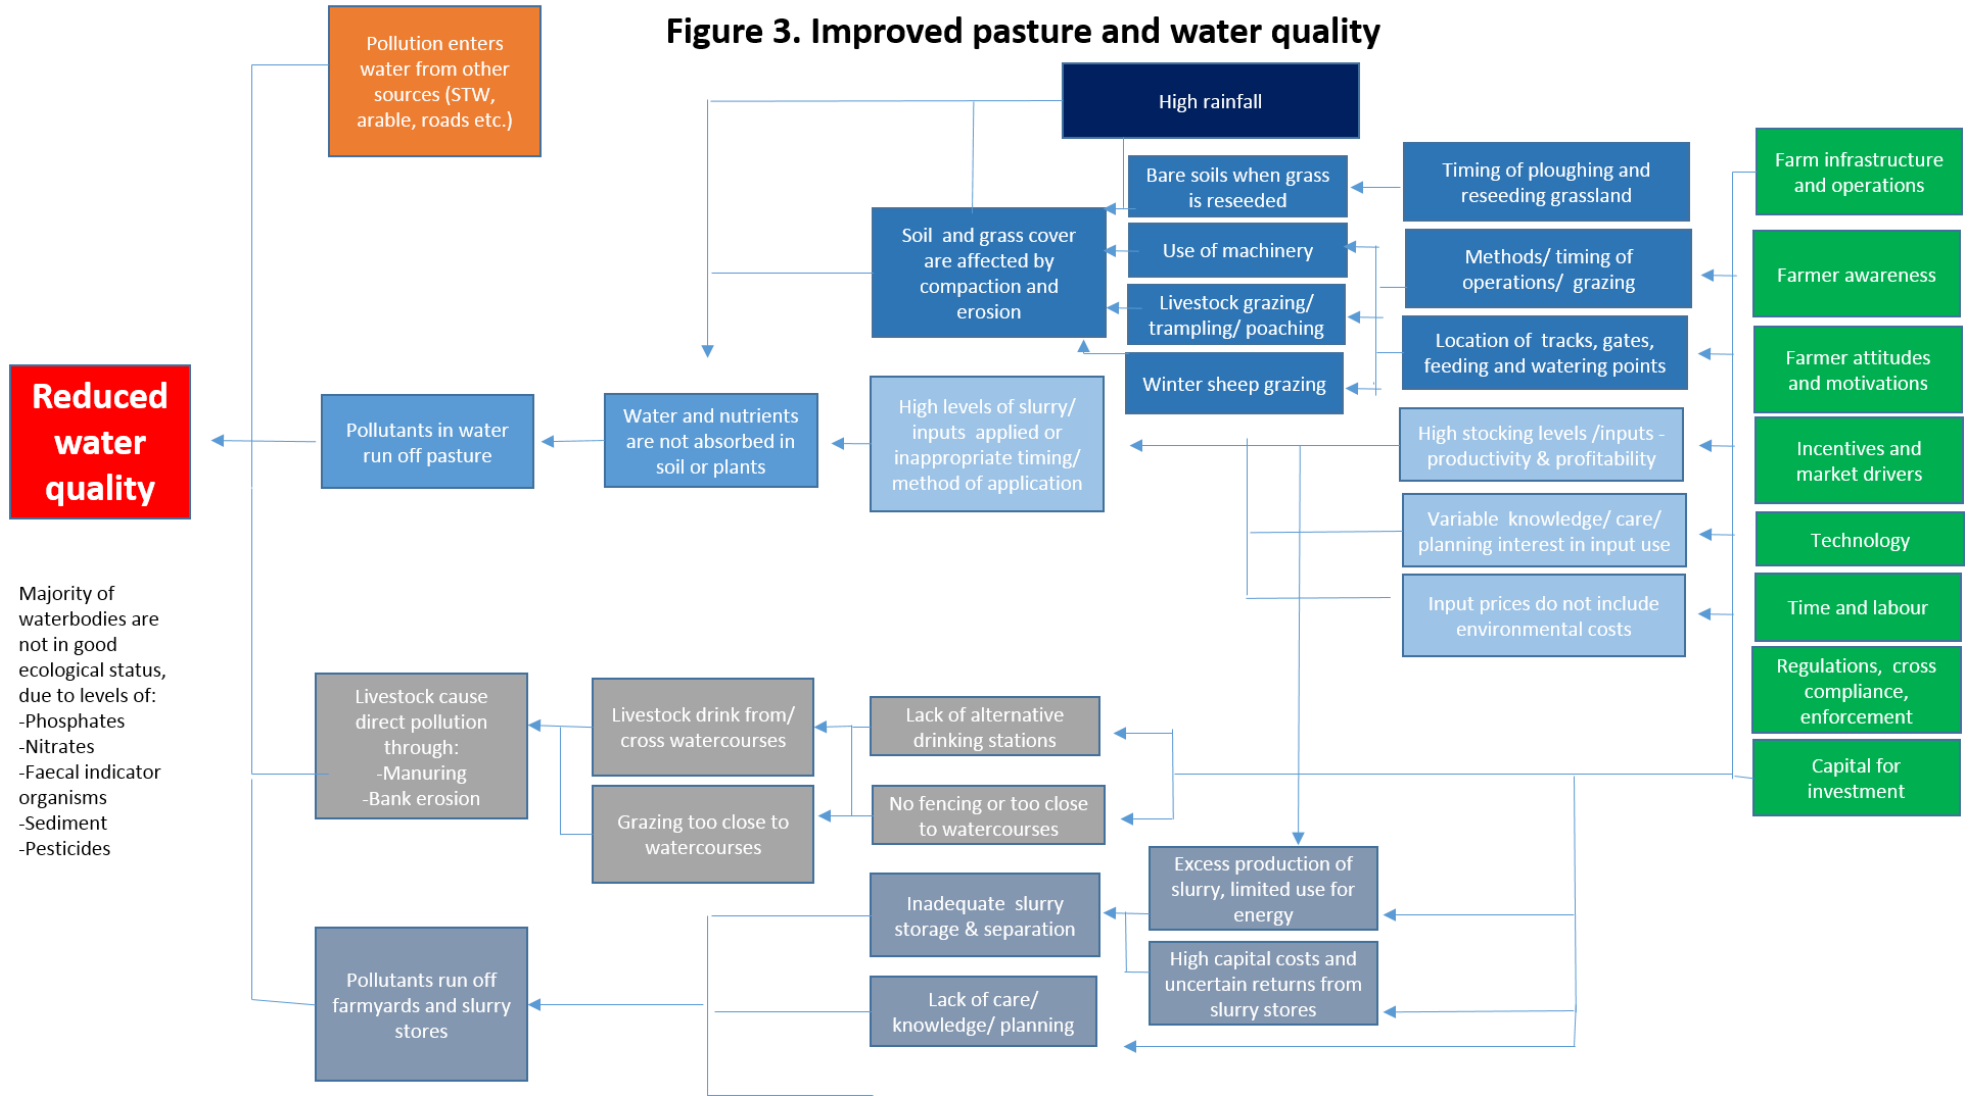 Figure 3. Improved pasture and water quality
Pollution enters
water from other
sources (STW,
arable, roads etc.)
High rainfall
Bare soils when grass
is reseeded
Timing of ploughing and
reseeding grassland
Farm infrastructure
and operations
Soil and grass cover
are affected by
compaction and
erosion
Use of machinery
Methods/ timing of
operations/ grazing
Farmer awareness
Livestock grazing/
trampling/ poaching
Location of tracks, gates,
feeding and watering points
Farmer attitudes
and motivations
Winter sheep grazing
Reduced
water
quality
Pollutants in water
run off pasture
Water and nutrients
are not absorbed in
soil or plants
High levels of slurry/
inputs applied or
inappropriate timing/
method of application
High stocking levels /inputs -
productivity & profitability
Incentives and
market drivers
Variable knowledge/ care/
planning interest in input use
Technology
Input prices do not include
environmental costs
Time and labour
Majority of
waterbodies are
not in good
ecological status,
due to levels of:
-Phosphates
-Nitrates
-Faecal indicator
organisms
-Sediment
-Pesticides
Livestock cause
direct pollution
through:
-Manuring
-Bank erosion
Livestock drink from/
cross watercourses
Lack of alternative
drinking stations
Regulations, cross
compliance,
enforcement
Grazing too close to
watercourses
No fencing or too close
to watercourses
Capital for
investment
Inadequate slurry
storage & separation
Excess production of
slurry, limited use for
energy
Pollutants run off
farmyards and slurry
stores
Lack of care/
knowledge/ planning
High capital costs and
uncertain returns from
slurry stores